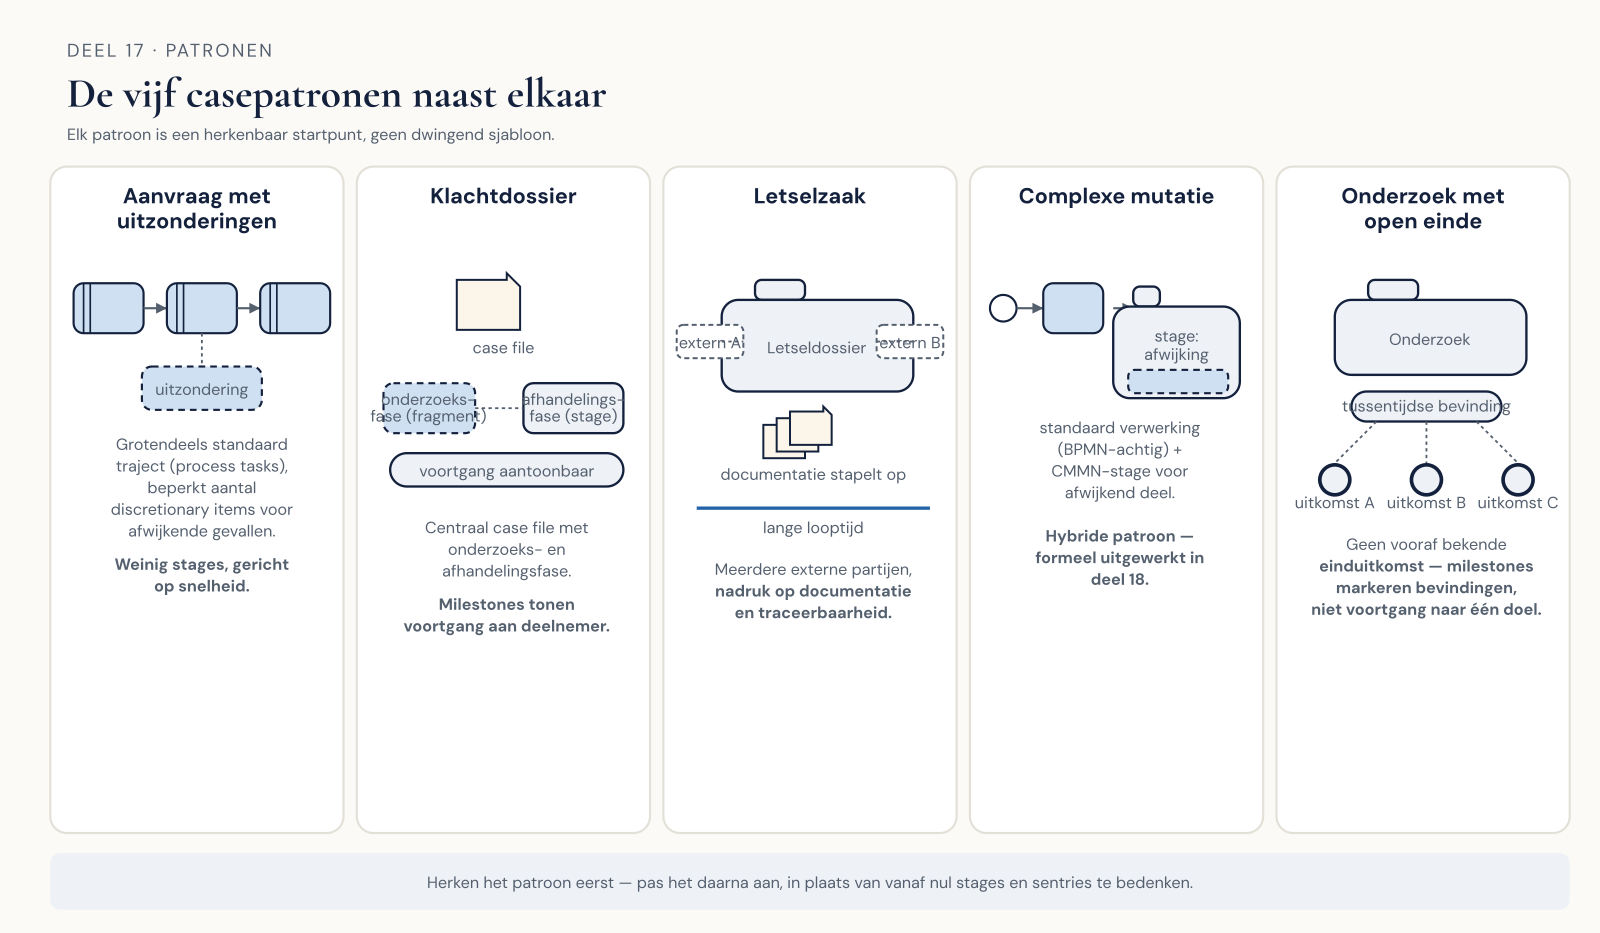 DEEL 17 · PATRONEN
De vijf casepatronen naast elkaar
Elk patroon is een herkenbaar startpunt, geen dwingend sjabloon.
Aanvraag met
uitzonderingen
uitzondering
Grotendeels standaard
traject (process tasks),
beperkt aantal
discretionary items voor
afwijkende gevallen.
Weinig stages, gericht
op snelheid.
Klachtdossier
case file
onderzoeks-
fase (fragment)
afhandelings-
fase (stage)
voortgang aantoonbaar
Centraal case file met
onderzoeks- en
afhandelingsfase.
Milestones tonen
voortgang aan deelnemer.
Letselzaak
extern A
Letseldossier
extern B
documentatie stapelt op
lange looptijd
Meerdere externe partijen,
nadruk op documentatie
en traceerbaarheid.
Complexe mutatie
stage:
afwijking
standaard verwerking
(BPMN-achtig) +
CMMN-stage voor
afwijkend deel.
Hybride patroon —
formeel uitgewerkt in
deel 18.
Onderzoek met
open einde
Onderzoek
tussentijdse bevinding
uitkomst A
uitkomst B
uitkomst C
Geen vooraf bekende
einduitkomst — milestones
markeren bevindingen,
niet voortgang naar één doel.
Herken het patroon eerst — pas het daarna aan, in plaats van vanaf nul stages en sentries te bedenken.